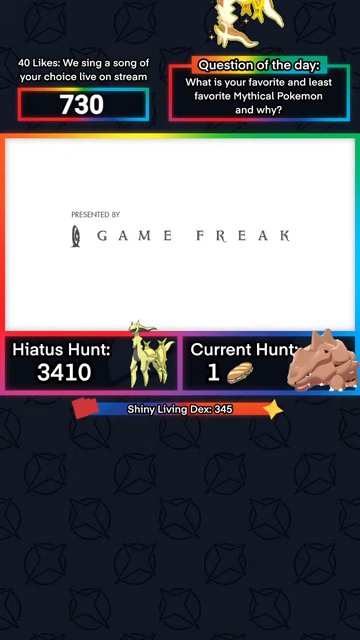 40 Likes: We sing a song of
your choice live on stream
730
Question of the day:
What is your favorite and least
favorite Mythical Pokemon
and why?
PRESENTED BY
GAME FREAK
Hiatus Hunt:
3410
Current Hunt:
1
Shiny Living Dex: 345